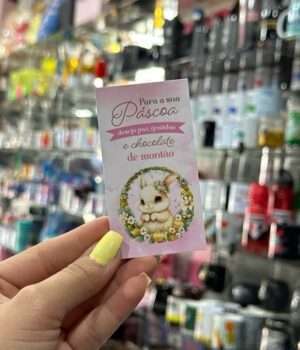 Para a sua
Páscoa
desejo paz, gratidão
e chocolate
de montão